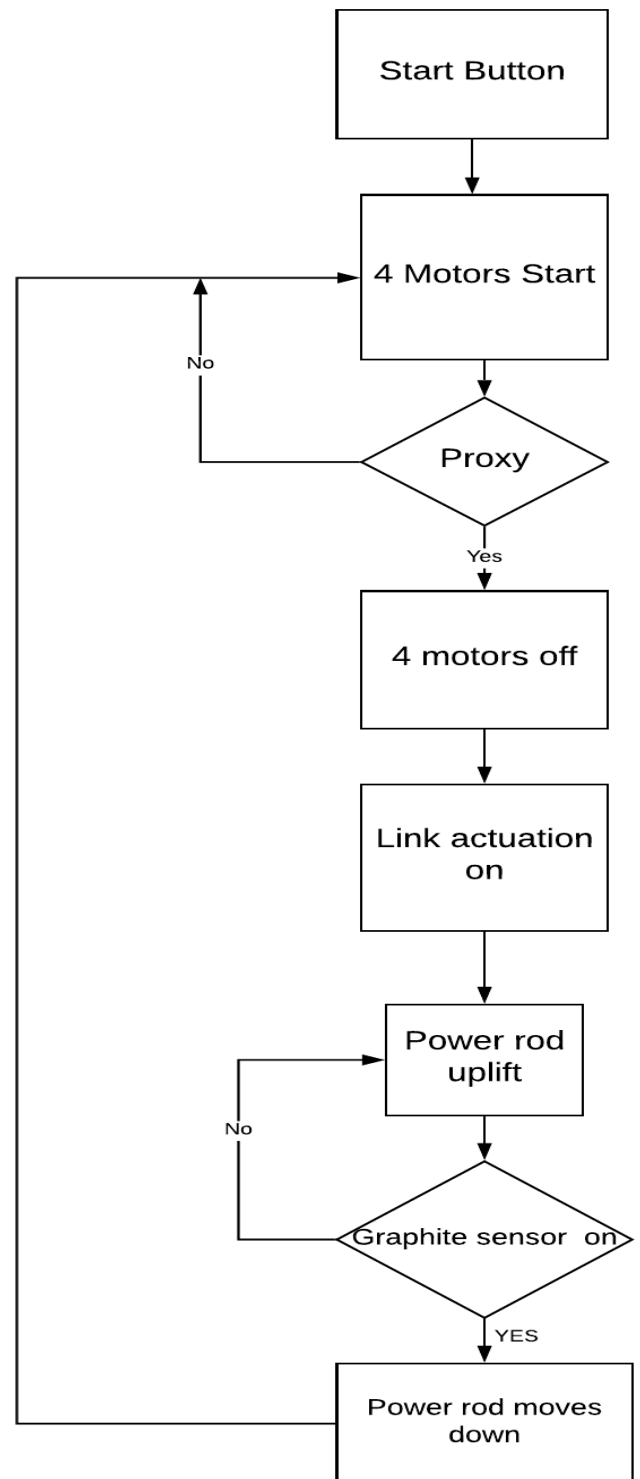 Start Button
4 Motors Start
No
Proxy
Yes
4 motors off
Link actuation
on
Power rod
uplift
No
Graphite sensor on
YES
Power rod moves
down